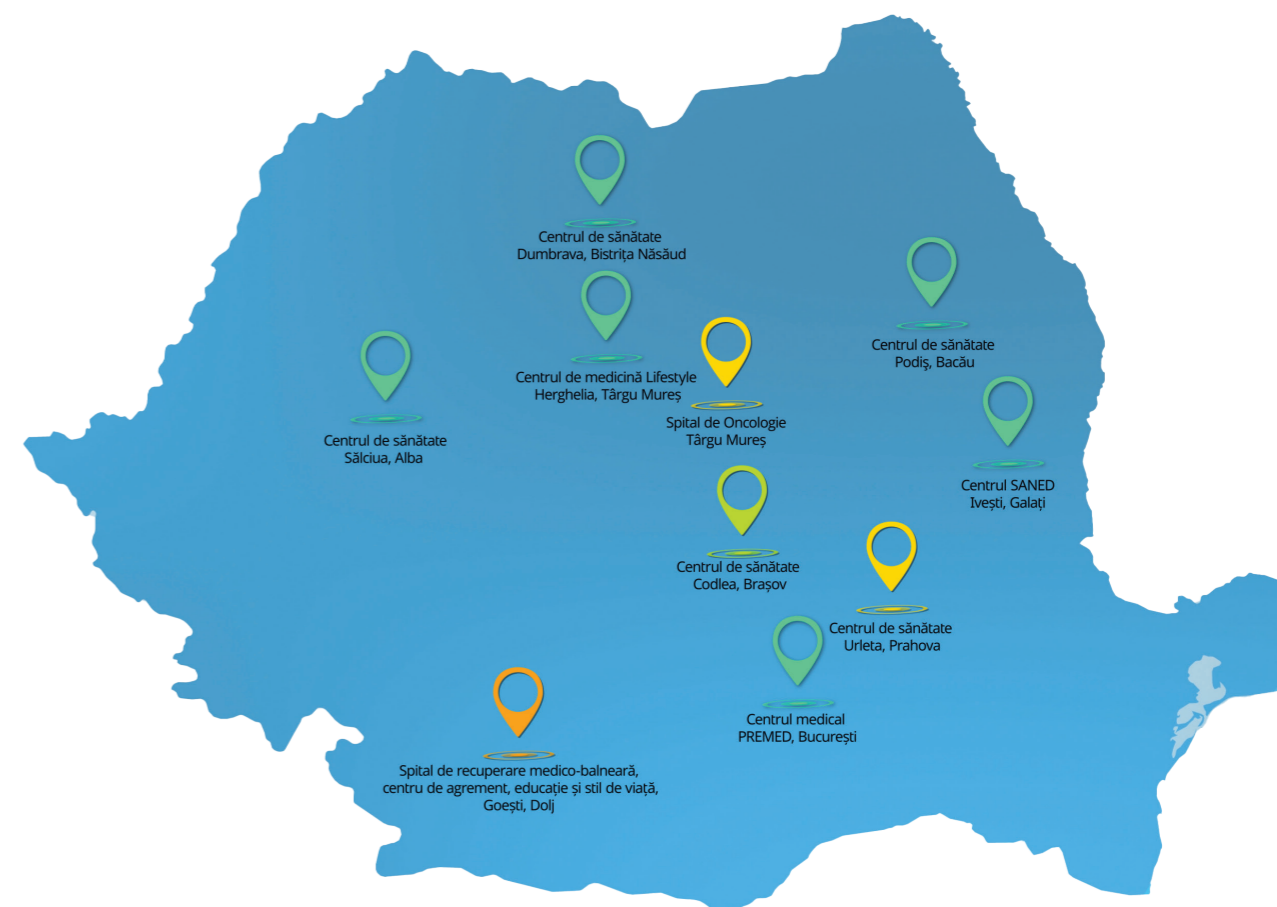 Centrul de sănătate
Dumbrava, Bistrița Năsăud
Centrul de medicină Lifestyle
Herghelia, Târgu Mureș
Centrul de sănătate
Podiş, Bacău
Centrul de sănătate
Sălciua, Alba
Spital de Oncologie
Târgu Mureș
Centrul SANED
Ivești, Galați
Centrul de sănătate
Codlea, Brașov
Centrul de sănătate
Urleta, Prahova
Centrul medical
PREMED, București
Spital de recuperare medico-balneară,
centru de agrement, educație și stil de viață,
Goești, Dolj